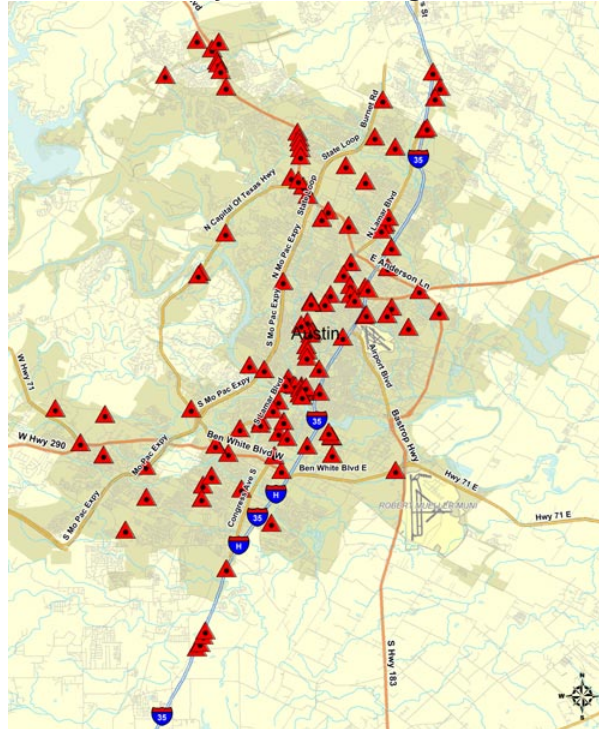 lvd
s St
Burnet Rd
State Loop
35
N Capital Of Texas Hwy
State Loop
N Lamar Blvd
N Mo Pac Expy
E Anderson Ln
S Mo Pac Expy
Austin
Airport Blvd
W Hwy 71
S Mo Pac Expy
S Lamar Blvd
Bastrop Hwy
35
W Hwy 290
Mo Pac Expy
Ben White Blvd W
Ben White Blvd E
Hwy 71 E
S Mo Pac Expy
Congress Ave S
H
ROBERT MUELLER MUNI
Hwy 71 E
35
H
S Hwy 183
35
N
W
E
S